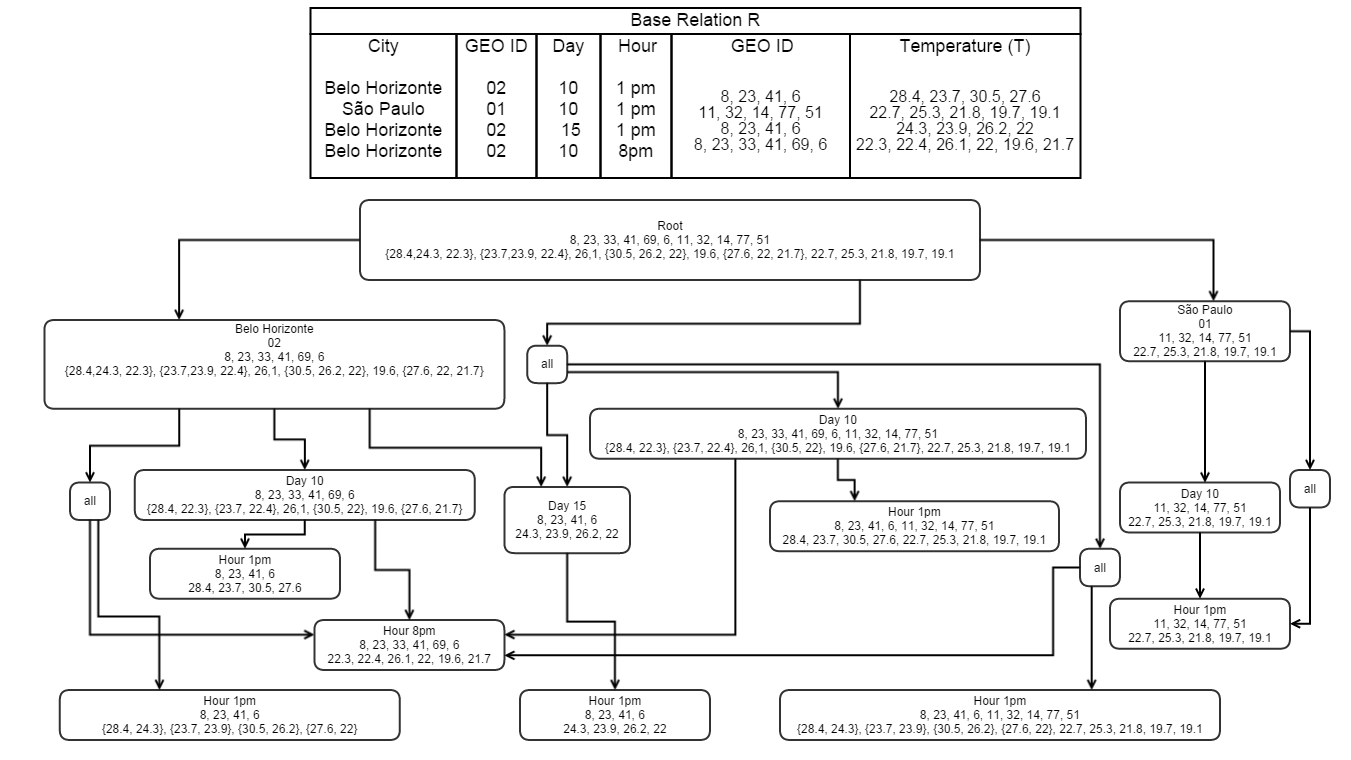 Base Relation R
City GEO ID Day Hour GEO ID Temperature (T)
Belo Horizonte 02 10 1 pm 8, 23, 41, 6 28.4, 23.7, 30.5, 27.6
São Paulo 01 10 1 pm 11, 32, 14, 77, 51 22.7, 25.3, 21.8, 19.7, 19.1
Belo Horizonte 02 15 1 pm 8, 23, 41, 6 24.3, 23.9, 26.2, 22
Belo Horizonte 02 10 8pm 8, 23, 33, 41, 69, 6 22.3, 22.4, 26.1, 22, 19.6, 21.7
Root
8, 23, 33, 41, 69, 6, 11, 32, 14, 77, 51
{28.4,24.3, 22.3}, {23.7,23.9, 22.4}, 26,1, {30.5, 26.2, 22}, 19.6, {27.6, 22, 21.7}, 22.7, 25.3, 21.8, 19.7, 19.1
Belo Horizonte
02
8, 23, 33, 41, 69, 6
{28.4,24.3, 22.3}, {23.7,23.9, 22.4}, 26,1, {30.5, 26.2, 22}, 19.6, {27.6, 22, 21.7}
all
São Paulo
01
11, 32, 14, 77, 51
22.7, 25.3, 21.8, 19.7, 19.1
Day 10
8, 23, 33, 41, 69, 6, 11, 32, 14, 77, 51
{28.4, 22.3}, {23.7, 22.4}, 26,1, {30.5, 22}, 19.6, {27.6, 21.7}, 22.7, 25.3, 21.8, 19.7, 19.1
all
Day 10
8, 23, 33, 41, 69, 6
{28.4, 22.3}, {23.7, 22.4}, 26,1, {30.5, 22}, 19.6, {27.6, 21.7}
Day 15
8, 23, 41, 6
24.3, 23.9, 26.2, 22
Hour 1pm
8, 23, 41, 6, 11, 32, 14, 77, 51
28.4, 23.7, 30.5, 27.6, 22.7, 25.3, 21.8, 19.7, 19.1
Day 10
11, 32, 14, 77, 51
22.7, 25.3, 21.8, 19.7, 19.1
all
Hour 1pm
8, 23, 41, 6
28.4, 23.7, 30.5, 27.6
all
Hour 8pm
8, 23, 33, 41, 69, 6
22.3, 22.4, 26.1, 22, 19.6, 21.7
Hour 1pm
11, 32, 14, 77, 51
22.7, 25.3, 21.8, 19.7, 19.1
Hour 1pm
8, 23, 41, 6
{28.4, 24.3}, {23.7, 23.9}, {30.5, 26.2}, {27.6, 22}
Hour 1pm
8, 23, 41, 6
24.3, 23.9, 26.2, 22
Hour 1pm
8, 23, 41, 6, 11, 32, 14, 77, 51
{28.4, 24.3}, {23.7, 23.9}, {30.5, 26.2}, {27.6, 22}, 22.7, 25.3, 21.8, 19.7, 19.1